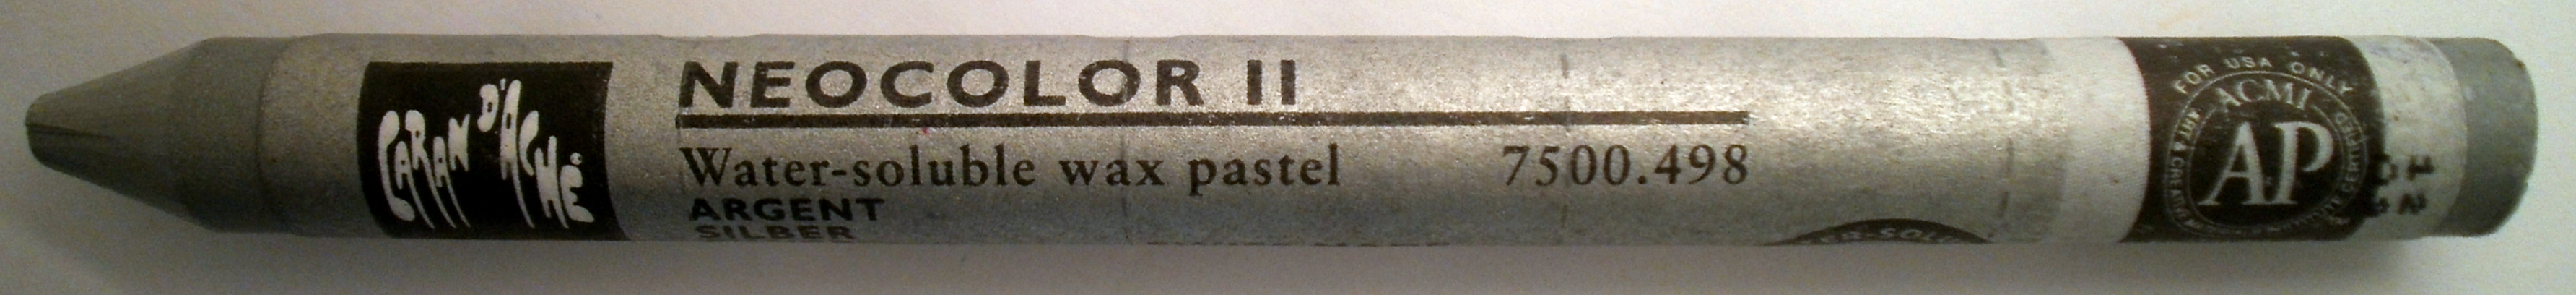 CARAN D'ACHE
NEOCOLOR II
Water-soluble wax pastel 7500.498
ARGENT
SILBER
FOR USA ONLY
ACMI
AP